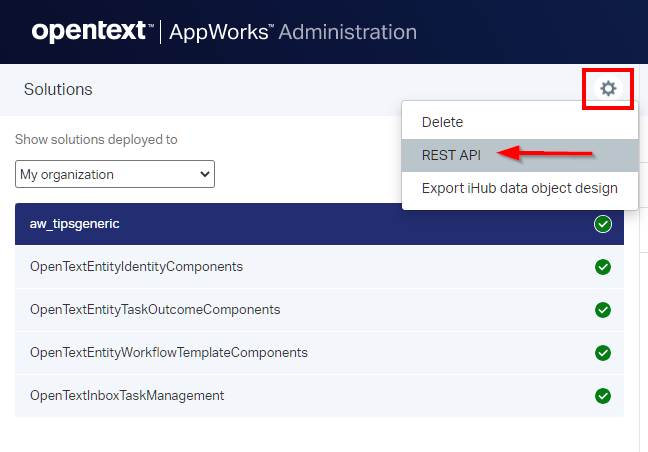 opentext™ | AppWorks™ Administration
Solutions
Delete
REST API
Export iHub data object design
Show solutions deployed to
My organization
aw_tipsgeneric
OpenTextEntityIdentityComponents
OpenTextEntityTaskOutcomeComponents
OpenTextEntityWorkflowTemplateComponents
OpenTextInboxTaskManagement